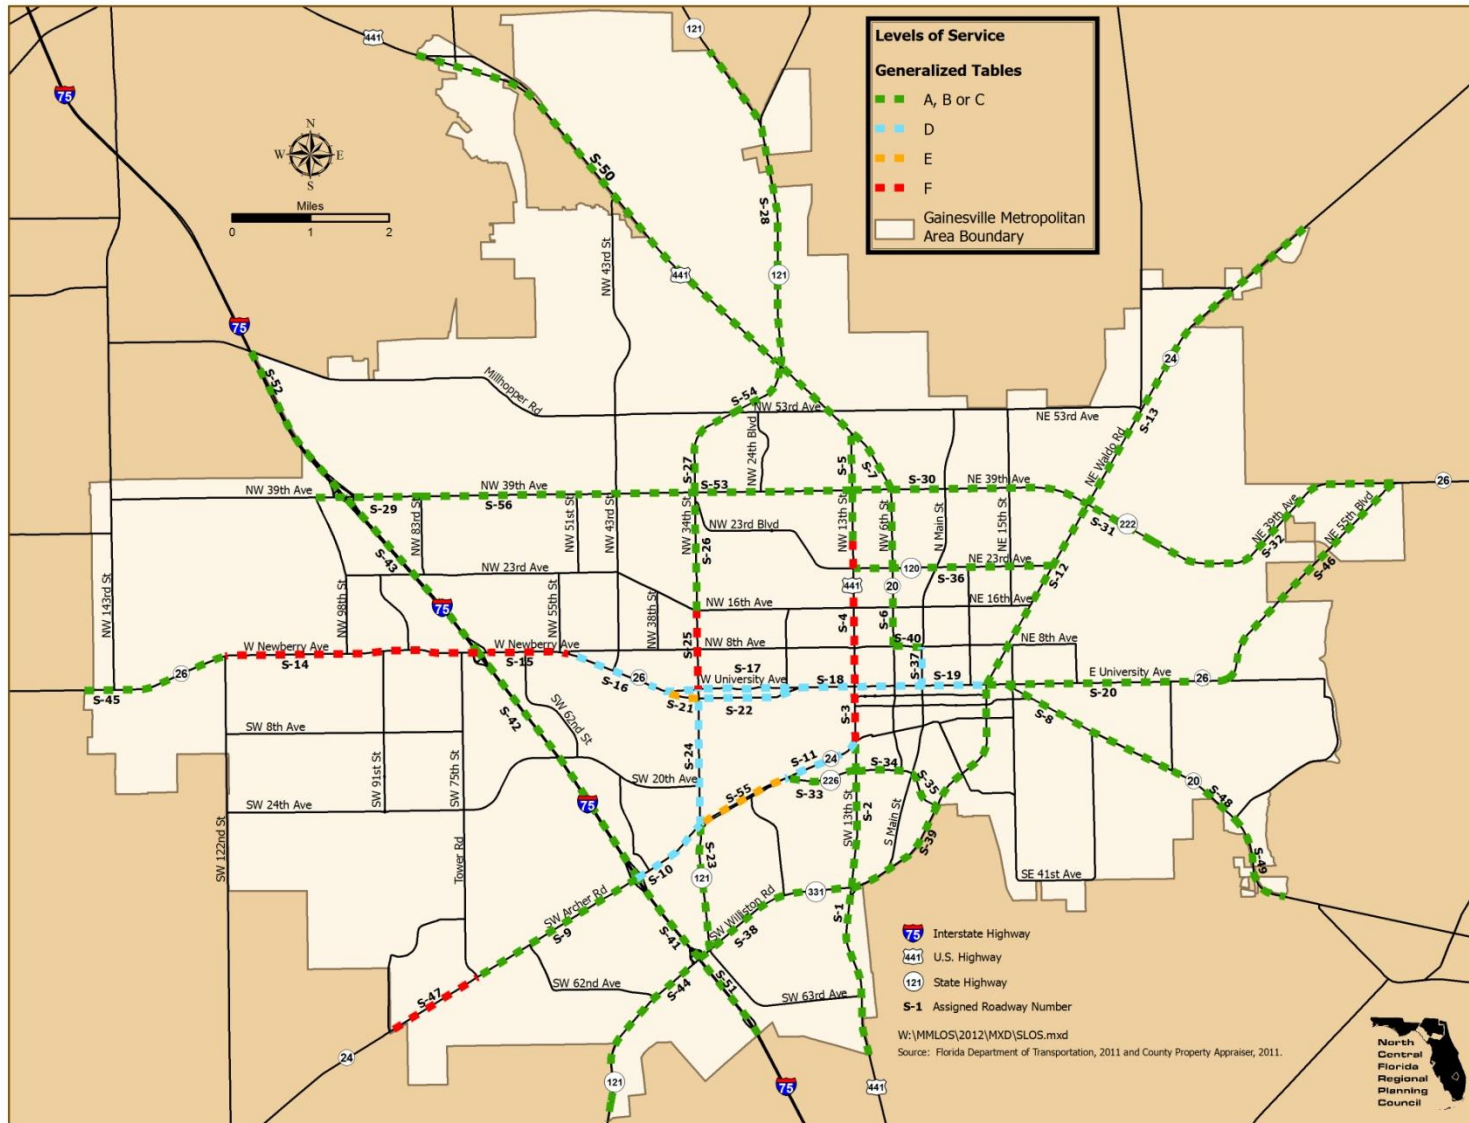 Levels of Service
Generalized Tables
A, B or C
D
E
F
Gainesville Metropolitan
Area Boundary
N
W E
S
Miles
0 1 2
441
121
75
S-50
S-28
NW 43rd St
441
121
75
S-52
24
Millhopper Rd
S-54
NW 53rd Ave
NE 53rd Ave
S-13
NE Waldo Rd
NW 24th Blvd
S-27
S-5
S-7
NW 39th Ave
S-29
NW 39th Ave
S-56
S-53
S-30
NE 39th Ave
26
NW 83rd St
NW 51st St
NW 43rd St
NW 34th St
NW 13th St
NW 6th St
N Main St
NE 15th St
S-31
222
NE 39th Ave
S-32
NE 55th Blvd
NW 23rd Blvd
S-26
S-43
NW 23rd Ave
120
S-36
NE 23rd Ave
S-12
S-46
NW 143rd St
NW 98th St
NW 55th St
NW 38th St
441
20
75
NW 16th Ave
NE 16th Ave
S-4
S-6
S-25
NW 8th Ave
S-40
NE 8th Ave
S-37
W Newberry Ave
S-14
W Newberry Ave
S-15
26
S-45
S-16
26
S-17
W University Ave
S-18
S-19
E University Ave
S-20
26
S-21
S-22
S-3
S-8
S-42
SW 62nd St
SW 8th Ave
S-24
S-11
24
S-34
226
S-33
S-35
SW 91st St
SW 75th St
SW 20th Ave
S-55
20
S-48
SW 24th Ave
75
S-2
SW 13th St
S Main St
S-39
SW 122nd St
Tower Rd
S-23
S-10
S-49
121
SW Archer Rd
S-9
331
S-1
SE 41st Ave
SW Williston Rd
S-38
S-41
S-47
SW 62nd Ave
S-44
S-51
SW 63rd Ave
24
121
75
441
75 Interstate Highway
441 U.S. Highway
121 State Highway
S-1 Assigned Roadway Number
W:\MMLOS\2012\MXD\SLOS.mxd
Source: Florida Department of Transportation, 2011 and County Property Appraiser, 2011.
North
Central
Florida
Regional
Planning
Council